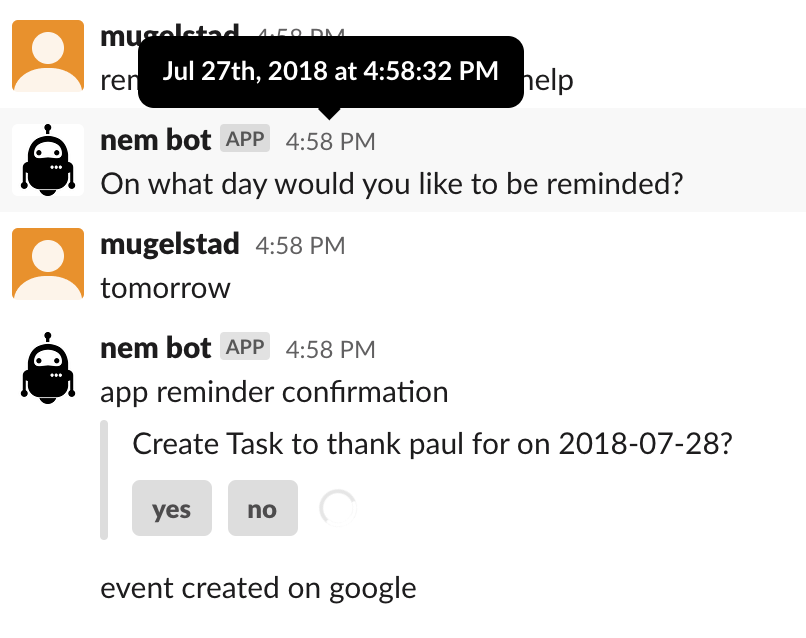 4:58 PM
Jul 27th, 2018 at 4:58:32 PM
help
nem bot APP 4:58 PM
On what day would you like to be reminded?
mugelstad 4:58 PM
tomorrow
nem bot APP 4:58 PM
app reminder confirmation
Create Task to thank paul for on 2018-07-28?
yes no
event created on google